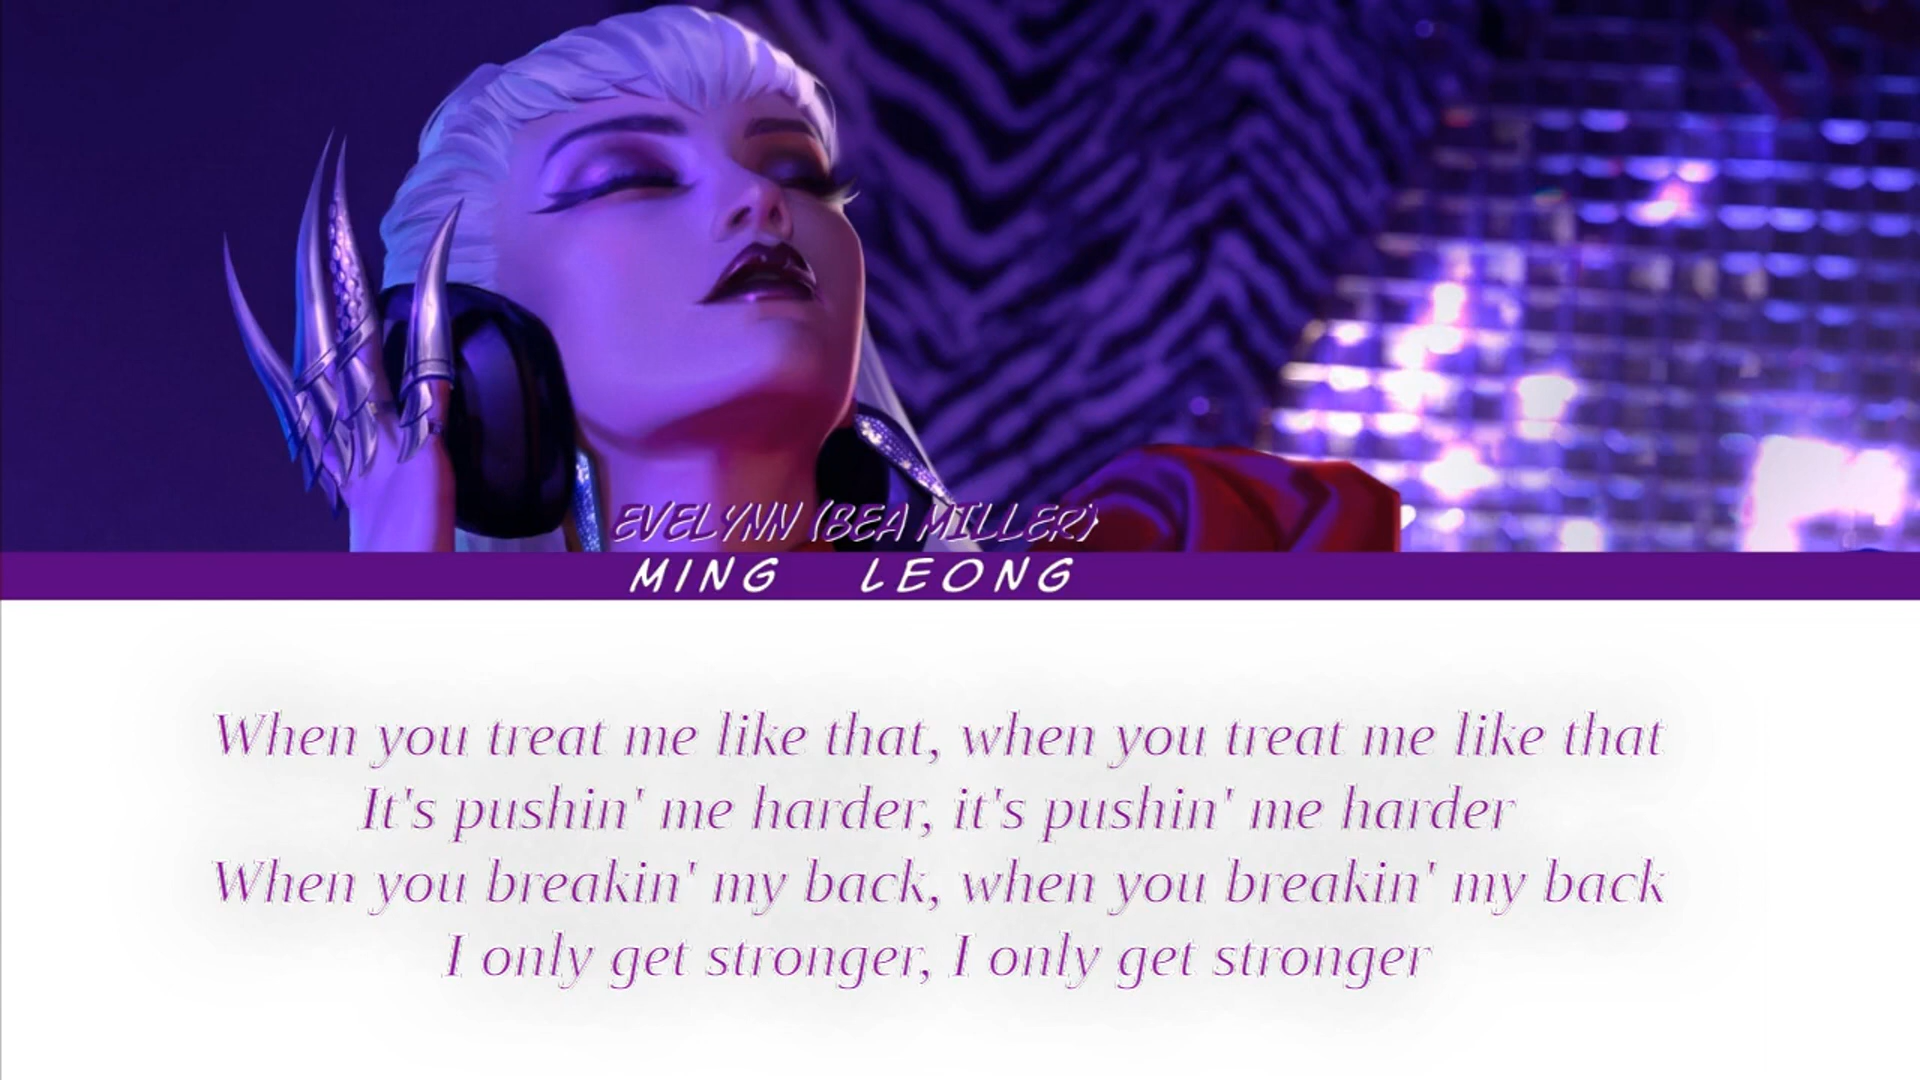 EVELYNN (BEA MILLER)
MING LEONG
When you treat me like that, when you treat me like that
It's pushin' me harder, it's pushin' me harder
When you breakin' my back, when you breakin' my back
I only get stronger, I only get stronger